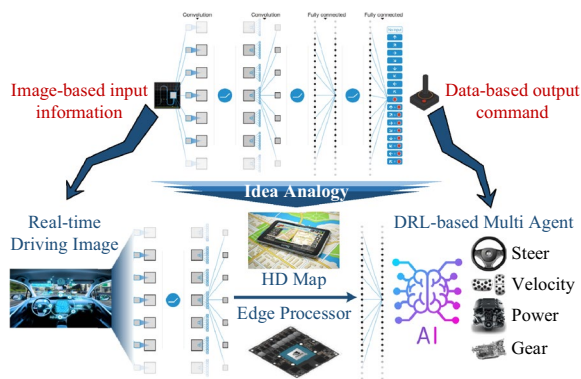 Convolution
Convolution
Fully connected
Fully connected
Image-based input
information
Data-based output
command
Idea Analogy
Real-time
Driving Image
HD Map
Edge Processor
DRL-based Multi Agent
AI
Steer
Velocity
Power
Gear